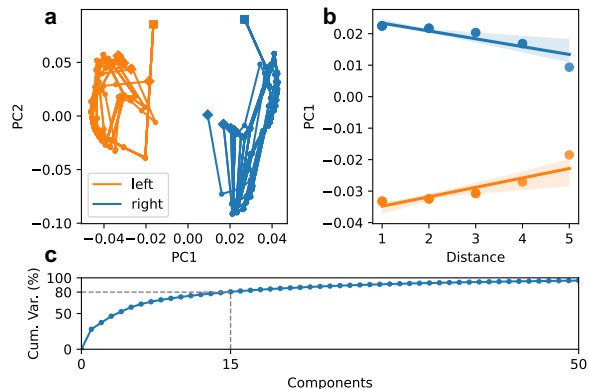 a
PC2
0.05
0.00
−0.05
−0.10
−0.04
−0.02
0.00
0.02
0.04
PC1
left
right
b
PC1
0.02
0.01
0.00
−0.01
−0.02
−0.03
−0.04
1
2
3
4
5
Distance
c
Cum. Var. (%)
100
80
50
0
0
15
50
Components